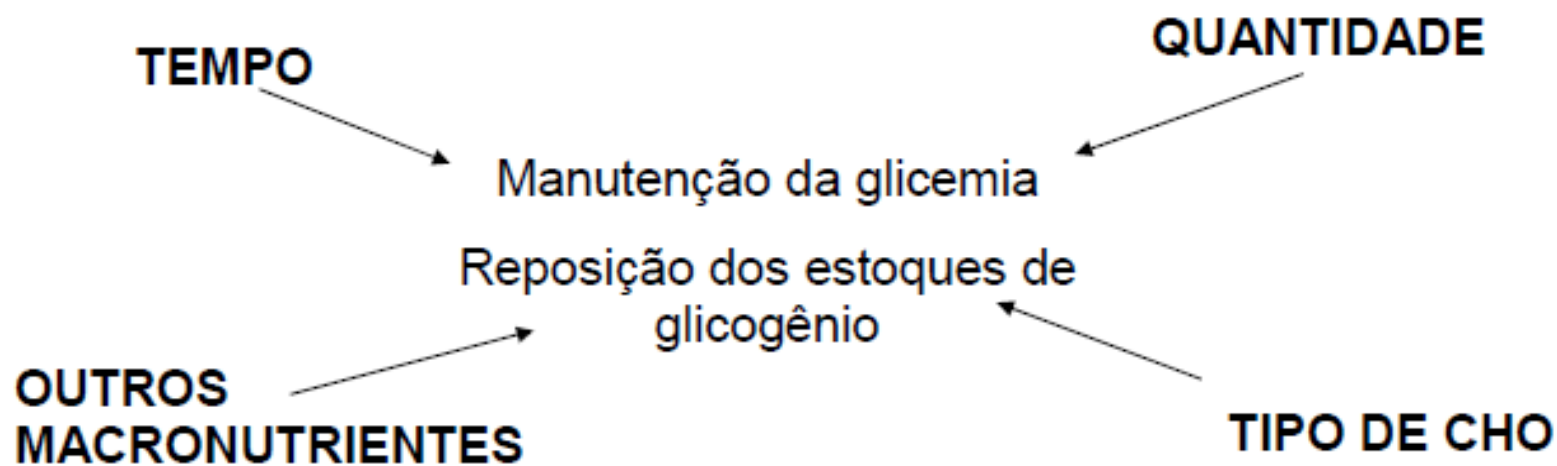 TEMPO
QUANTIDADE
Manutenção da glicemia
Reposição dos estoques de
glicogênio
OUTROS
MACRONUTRIENTES
TIPO DE CHO